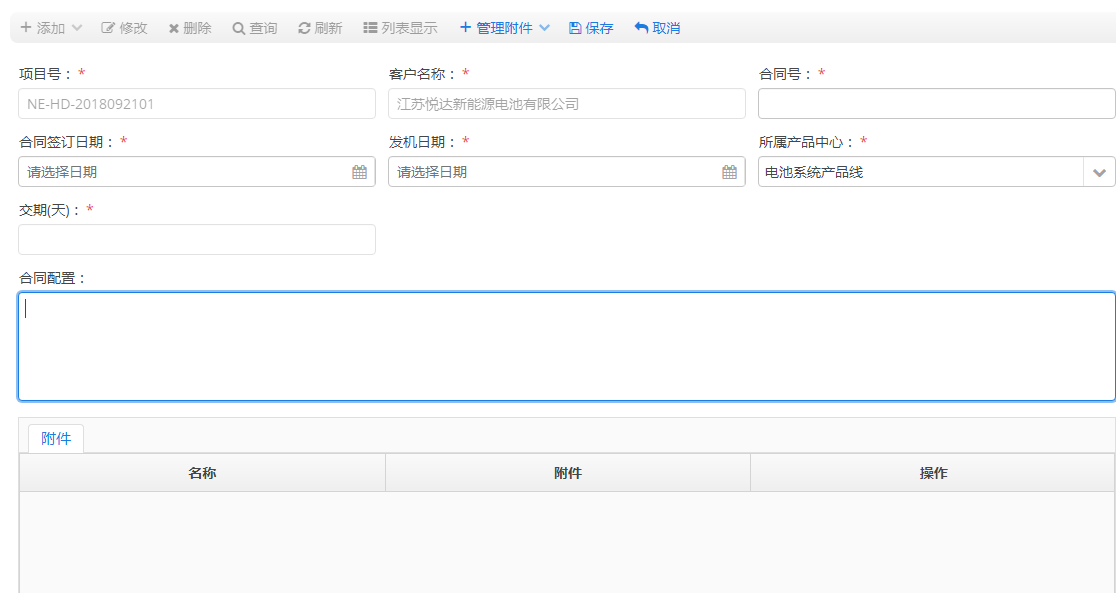 添加 修改 删除 查询 刷新 列表显示 管理附件 保存 取消
项目号： * 客户名称： * 合同号： *
NE-HD-2018092101 江苏悦达新能源电池有限公司
合同签订日期： * 发机日期： * 所属产品中心： *
请选择日期 请选择日期 电池系统产品线
交期(天)： *
合同配置：
附件
名称 附件 操作